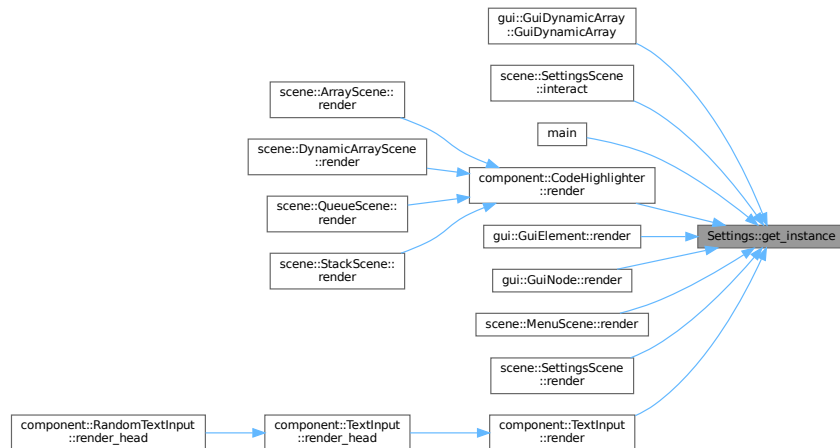 gui::GuiDynamicArray
::GuiDynamicArray
scene::SettingsScene
::interact
scene::ArrayScene::
render
main
scene::DynamicArrayScene
::render
component::CodeHighlighter
::render
scene::QueueScene::
render
gui::GuiElement::render
Settings::get_instance
scene::StackScene::
render
gui::GuiNode::render
scene::MenuScene::render
scene::SettingsScene
::render
component::RandomTextInput
::render_head
component::TextInput
::render_head
component::TextInput
::render